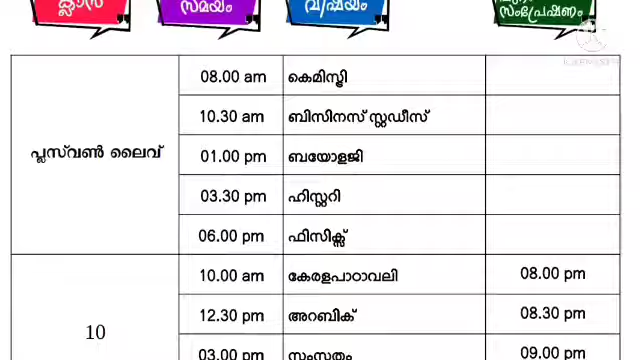 ക്ലാസ് സമയം വിഷയം
സംപ്രേഷണം
08.00 am കെമിസ്ട്രി
10.30 am ബിസിനസ് സ്റ്റഡീസ്
പ്ലസ്‌വൺ ലൈവ് 01.00 pm ബയോളജി
03.30 pm ഹിസ്റ്ററി
06.00 pm ഫിസിക്സ്
10.00 am കേരളപാഠാവലി 08.00 pm
12.30 pm അറബിക് 08.30 pm
10
03.00 pm സംസ്കൃതം 09.00 pm